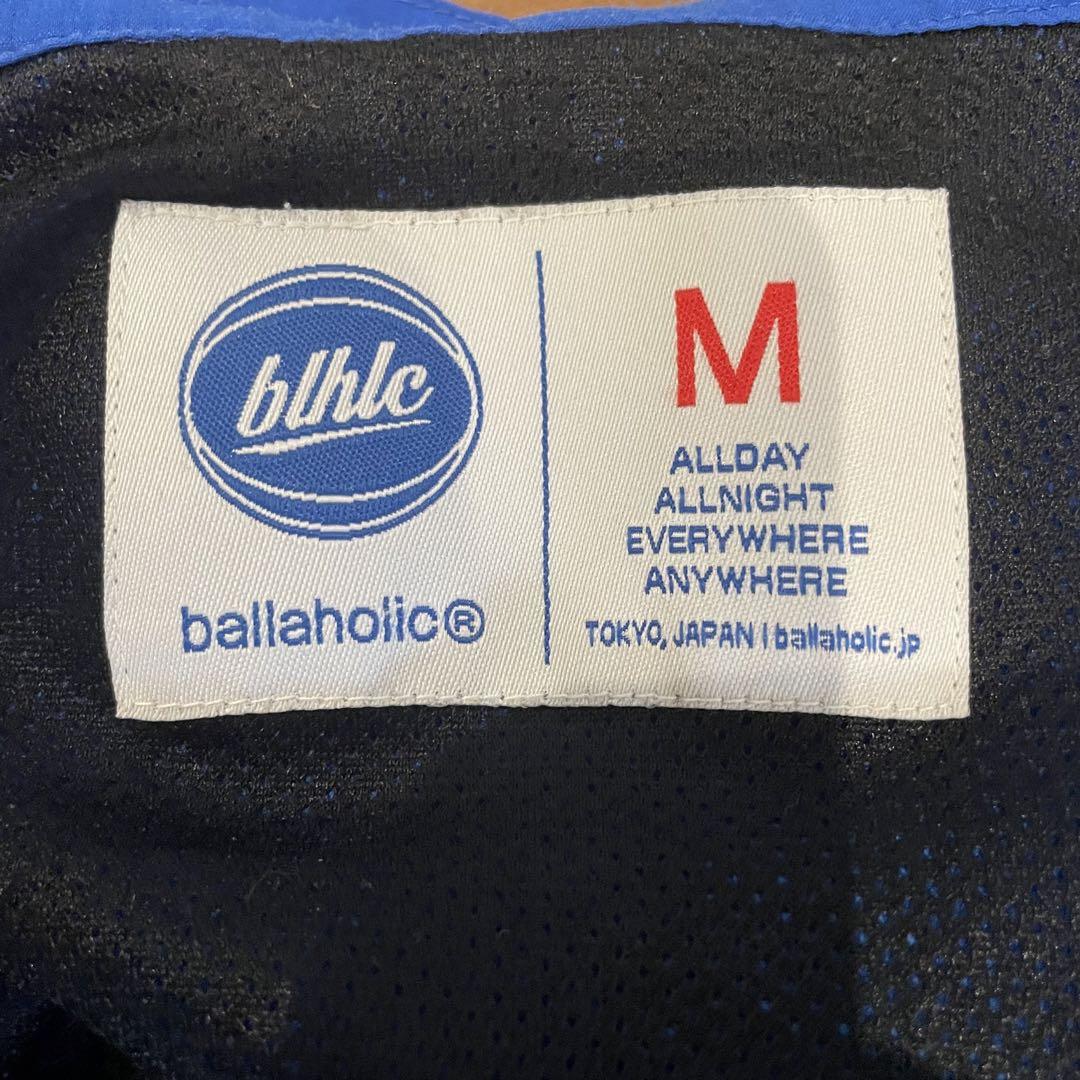 blhlc
ballaholic®
M
ALLDAY
ALLNIGHT
EVERYWHERE
ANYWHERE
TOKYO, JAPAN | ballaholic.jp